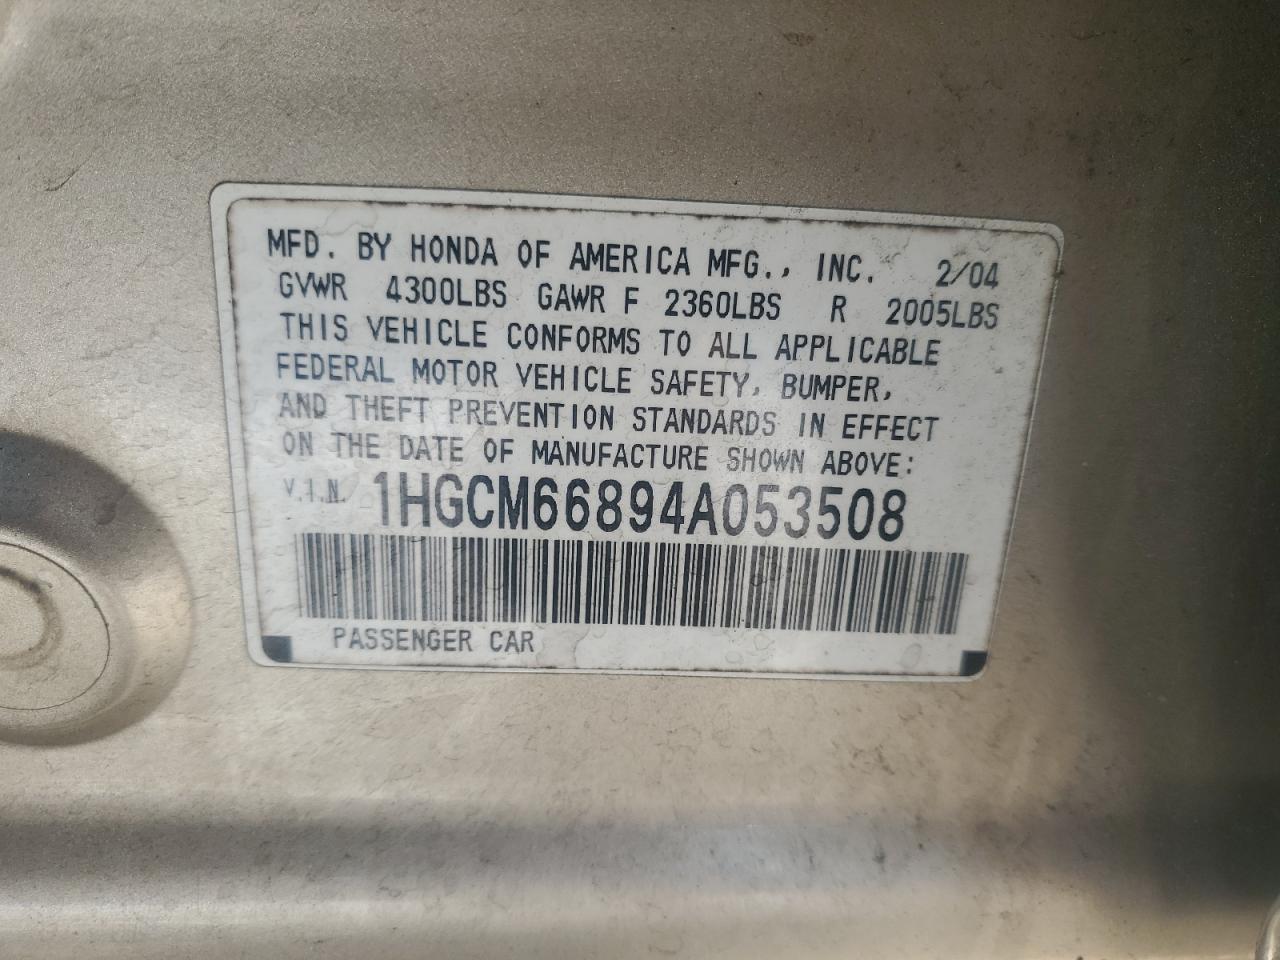 MFD. BY HONDA OF AMERICA MFG., INC. 2/04
GVWR 4300LBS GAWR F 2360LBS R 2005LBS
THIS VEHICLE CONFORMS TO ALL APPLICABLE
FEDERAL MOTOR VEHICLE SAFETY, BUMPER,
AND THEFT PREVENTION STANDARDS IN EFFECT
ON THE DATE OF MANUFACTURE SHOWN ABOVE:
V.I.N. 1HGCM66894A053508
PASSENGER CAR